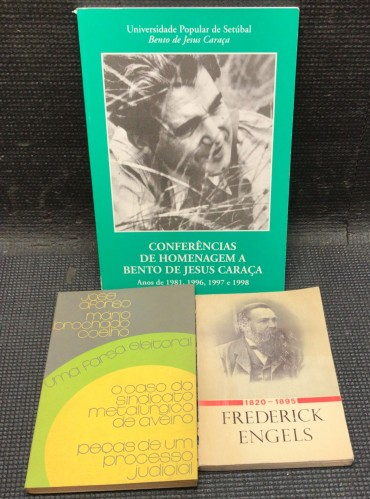 Universidade Popular de Setúbal
Bento de Jesus Caraça
CONFERÊNCIAS
DE HOMENAGEM A
BENTO DE JESUS CARAÇA
Anos de 1981, 1996, 1997 e 1998
josé
afonso
mário
brochado
coelho
uma farsa eleitoral
o caso do
sindicato
metalúrgico
de aveiro
peças de um
processo
judicial
1820-1895
FREDERICK
ENGELS